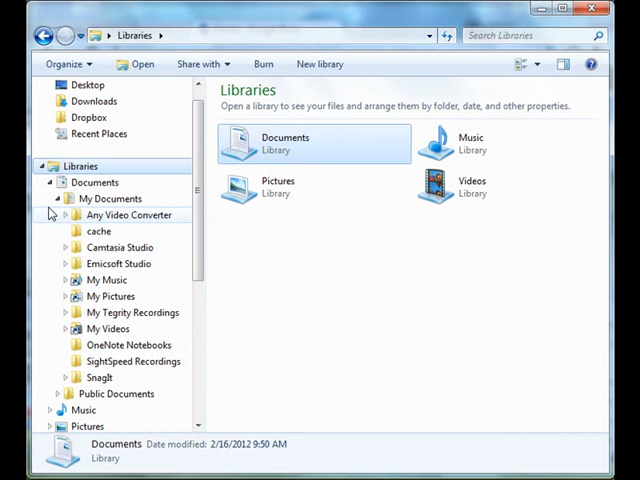 Libraries
Search Libraries
Organize
Open
Share with
Burn
New library
Desktop
Downloads
Dropbox
Recent Places
Libraries
Documents
My Documents
Any Video Converter
cache
Camtasia Studio
Emicsoft Studio
My Music
My Pictures
My Tegrity Recordings
My Videos
OneNote Notebooks
SightSpeed Recordings
SnagIt
Public Documents
Music
Pictures
Libraries
Open a library to see your files and arrange them by folder, date, and other properties.
Documents
Library
Music
Library
Pictures
Library
Videos
Library
Documents Date modified: 2/16/2012 9:50 AM
Library